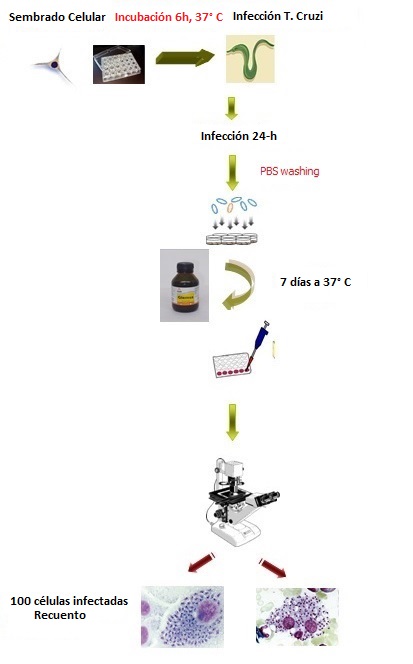 Sembrado Celular
Incubación 6h, 37° C
Infección T. Cruzi
Infección 24-h
PBS washing
7 días a 37° C
100 células infectadas
Recuento